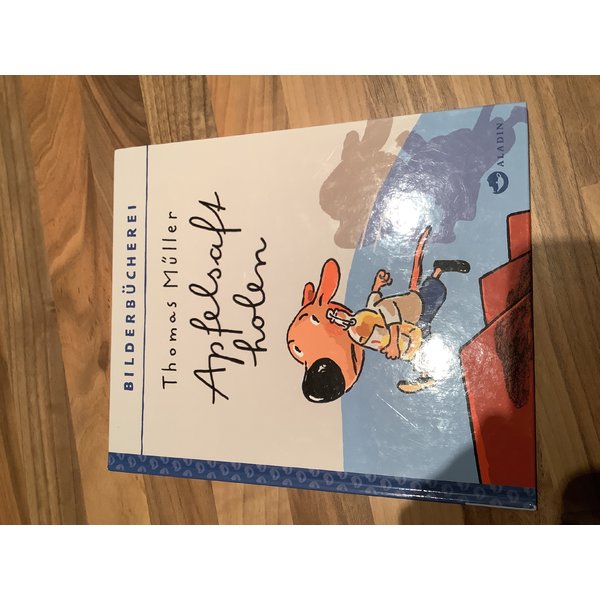 BILDERBÜCHEREI
Thomas Müller
Apfelsaft
holen
ALADIN